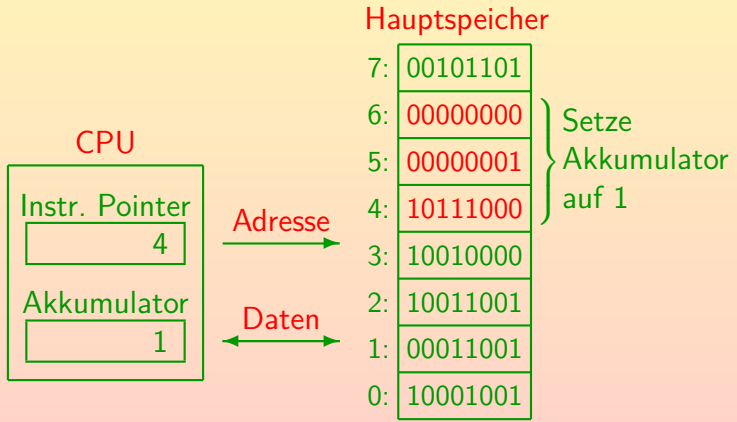 Hauptspeicher
7: 00101101
6: 00000000
5: 00000001
4: 10111000
3: 10010000
2: 10011001
1: 00011001
0: 10001001
Setze
Akkumulator
auf 1
CPU
Instr. Pointer
4
Akkumulator
1
Adresse
Daten